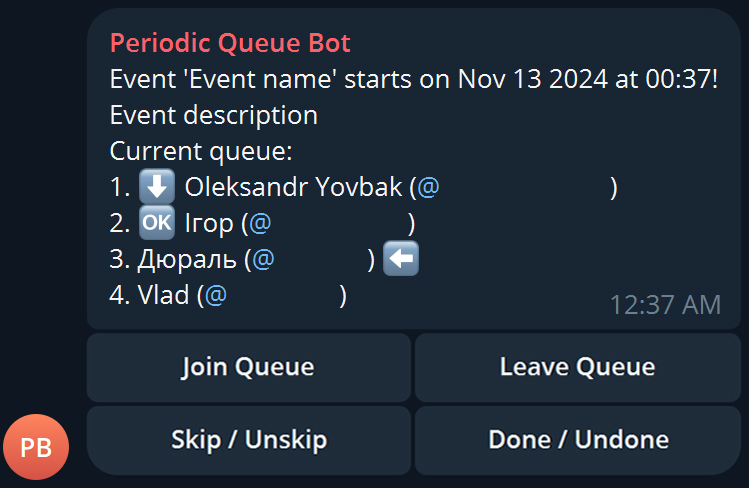 Periodic Queue Bot
Event 'Event name' starts on Nov 13 2024 at 00:37!
Event description
Current queue:
1. ⬇️ Oleksandr Yovbak (@ )
2. 🆗 Ігор (@ )
3. Дюраль (@ ) ⬅️
4. Vlad (@ )
12:37 AM
Join Queue
Leave Queue
Skip / Unskip
Done / Undone
PB